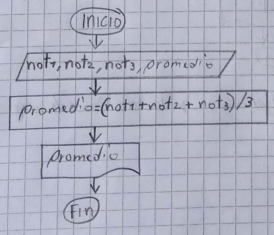 Inicio
not1, not2, not3, promedio
promedio=(not1+not2+not3)/3
promedio
Fin